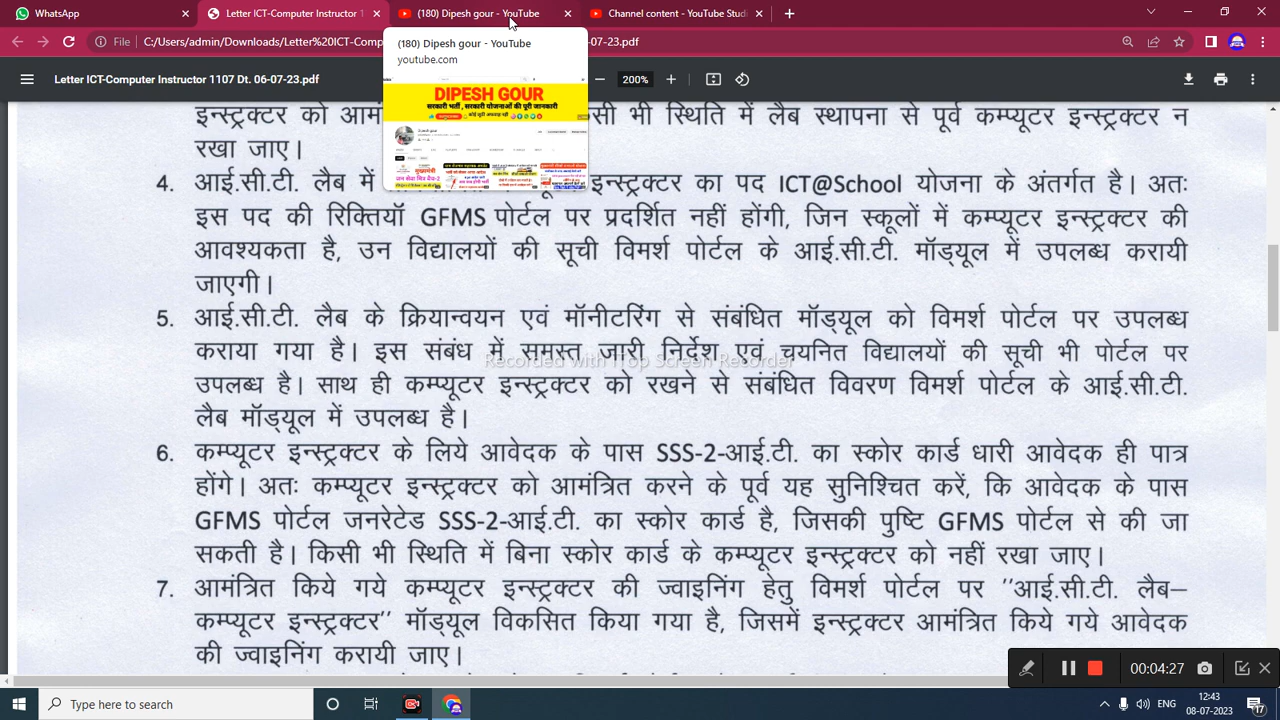 WhatsApp
Dipesh gour
(180) Dipesh gour - YouTube
Channel content - YouTube Studi
File
C:/Users/admin/Documents/Letter%20ICT-Comp
-07-23.pdf
(180) Dipesh gour - YouTube
youtube.com
Letter ICT-Computer Instructor 1107 Dt. 06-07-23.pdf
200%
DIPESH GOUR
सरकारी भर्ती , सरकारी योजनाओं की पूरी जानकारी
इन्स्ट्रक्टर को आमं
सी भी स्थिति में लैब स्थापना से पूर्व कम्प्यूटर इन्स्ट्रक्टर न
रखा जाए।
4. आई.सी.टी. लैब में
इन्स्ट्रक्टर का पद ICT@School योजना के अंतर्गत है। अतः
इस पद की रिक्तियॉ GFMS पोर्टल पर प्रदर्शित नहीं होंगी, जिन स्कूलों में कम्प्यूटर इन्स्ट्रक्टर की
आवश्यकता है, उन विद्यालयों की सूची विमर्श पोर्टल के आई.सी.टी. मॉड्यूल में उपलब्ध करायी
जाएगी।
5. आई.सी.टी. लैब के क्रियान्वयन एवं मॉनीटरिंग से संबंधित मॉड्यूल को विमर्श पोर्टल पर उपलब्ध
कराया गया है। इस संबंध में समस्त जारी निर्देश एवं चयनित विद्यालयों की सूची भी पोर्टल पर
Recorded with iTop Screen Recorder
उपलब्ध है। साथ ही कम्प्यूटर इन्स्ट्रक्टर को रखने से संबंधित विवरण विमर्श पोर्टल के आई.सी.टी.
लैब मॉड्यूल में उपलब्ध है।
6. कम्प्यूटर इन्स्ट्रक्टर के लिये आवेदक के पास SSS-2-आई.टी. का स्कोर कार्ड धारी आवेदक ही पात्र
होंगे। अतः कम्प्यूटर इन्स्ट्रक्टर को आमंत्रित करने के पूर्व यह सुनिश्चित करें, कि आवेदक के पास
GFMS पोर्टल जनरेटेड SSS-2-आई.टी. का स्कोर कार्ड है, जिसकी पुष्टि GFMS पोर्टल से की जा
सकती है। किसी भी स्थिति में बिना स्कोर कार्ड के कम्प्यूटर इन्स्ट्रक्टर को नहीं रखा जाए।
7. आमंत्रित किये गये कम्प्यूटर इन्स्ट्रक्टर की ज्वाइनिंग हेतु विमर्श पोर्टल पर ''आई.सी.टी. लैब–
कम्प्यूटर इन्स्ट्रक्टर'' मॉड्यूल विकसित किया गया है, जिसमें इन्स्ट्रक्टर आमंत्रित किये गये आवेदक
की ज्वाइनिंग करायी जाए।
00:04:27
Type here to search
ENG
12:43
08-07-2023
17